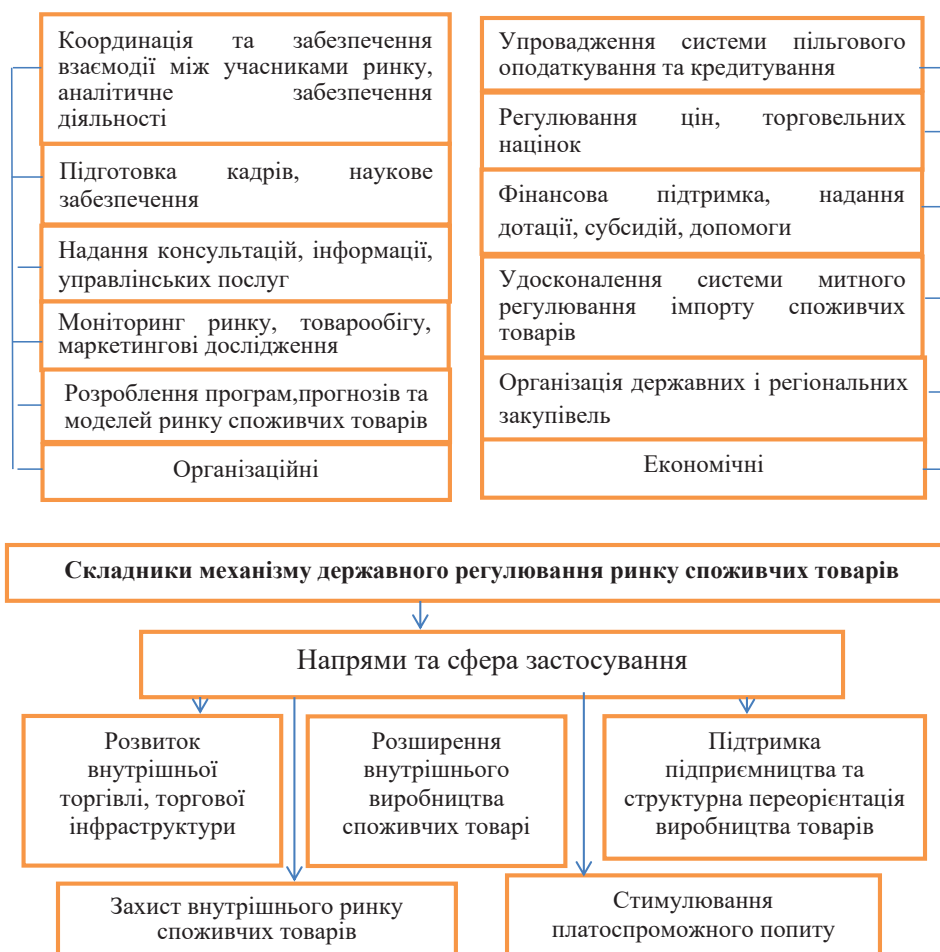 Координація та забезпечення
взаємодії між учасниками ринку,
аналітичне забезпечення
діяльності
Підготовка кадрів, наукове
забезпечення
Надання консультацій, інформації,
управлінських послуг
Моніторинг ринку, товарообігу,
маркетингові дослідження
Розроблення програм,прогнозів та
моделей ринку споживчих товарів
Організаційні
Упровадження системи пільгового
оподаткування та кредитування
Регулювання цін, торговельних
націнок
Фінансова підтримка, надання
дотації, субсидій, допомоги
Удосконалення системи митного
регулювання імпорту споживчих
товарів
Організація державних і регіональних
закупівель
Економічні
Складники механізму державного регулювання ринку споживчих товарів
Напрями та сфера застосування
Розвиток
внутрішньої
торгівлі, торгової
інфраструктури
Розширення
внутрішнього
виробництва
споживчих товарі
Підтримка
підприємництва та
структурна переорієнтація
виробництва товарів
Захист внутрішнього ринку
споживчих товарів
Стимулювання
платоспроможного попиту